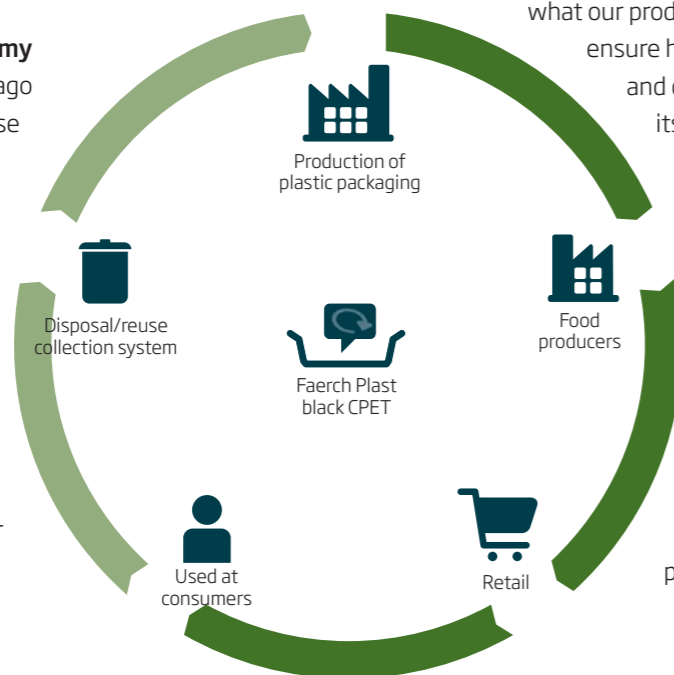 what our prod
ensure h
and
its
my
ago
se
Production of
plastic packaging
Disposal/reuse
collection system
Food
producers
Faerch Plast
black CPET
Used at
consumers
Retail
p